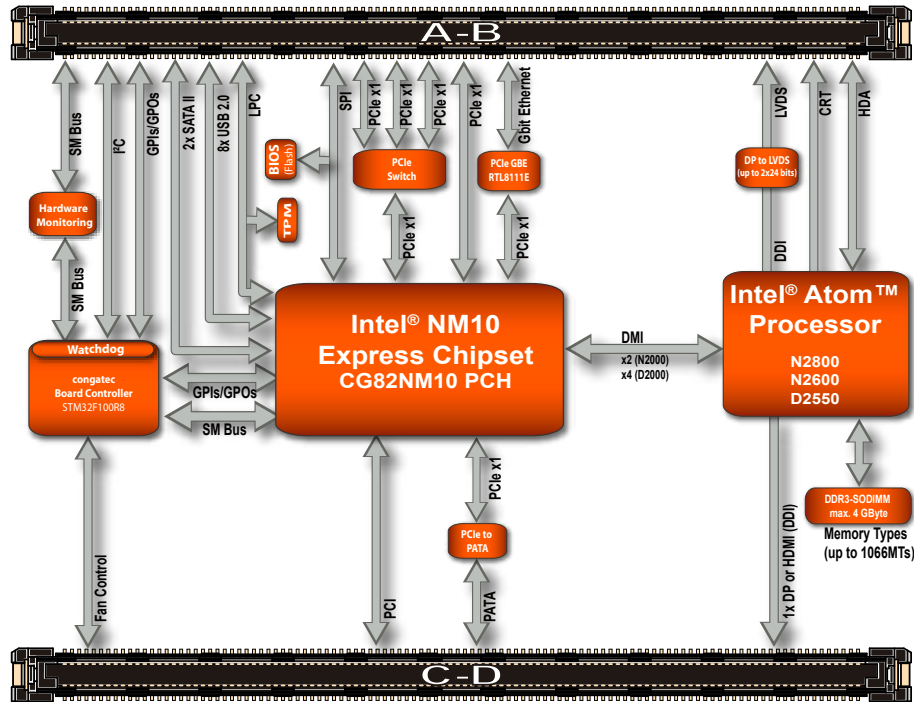 A-B
SM Bus
I²C
GPIs/GPOs
2x SATA II
8x USB 2.0
LPC
SPI
PCIe x1
PCIe x1
PCIe x1
PCIe x1
Gbit Ethernet
LVDS
CRT
HDA
BIOS
(Flash)
PCIe
Switch
PCIe GBE
RTL8111E
DP to LVDS
(up to 2x24 bits)
Hardware
Monitoring
TPM
PCIe x1
PCIe x1
DDI
SM Bus
Intel® NM10
Express Chipset
CG82NM10 PCH
DMI
x2 (N2000)
x4 (D2000)
Intel® Atom™
Processor
N2800
N2600
D2550
Watchdog
congatec
Board Controller
STM32F100R8
GPIs/GPOs
SM Bus
PCIe x1
DDR3-SODIMM
max. 4 GByte
Memory Types
(up to 1066MTs)
PCIe to
PATA
Fan Control
PCI
PATA
1x DP or HDMI (DDI)
C-D